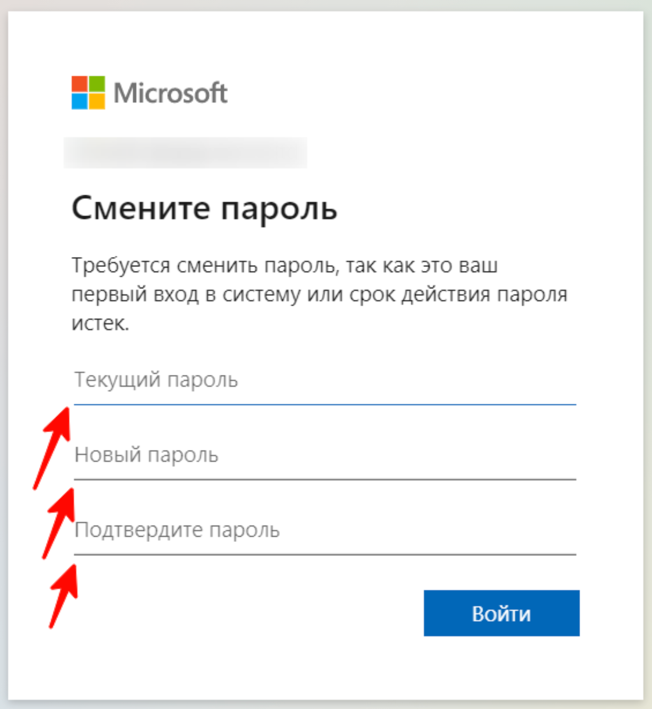 Microsoft
Смените пароль
Требуется сменить пароль, так как это ваш
первый вход в систему или срок действия пароля
истек.
Текущий пароль
Новый пароль
Подтвердите пароль
Войти